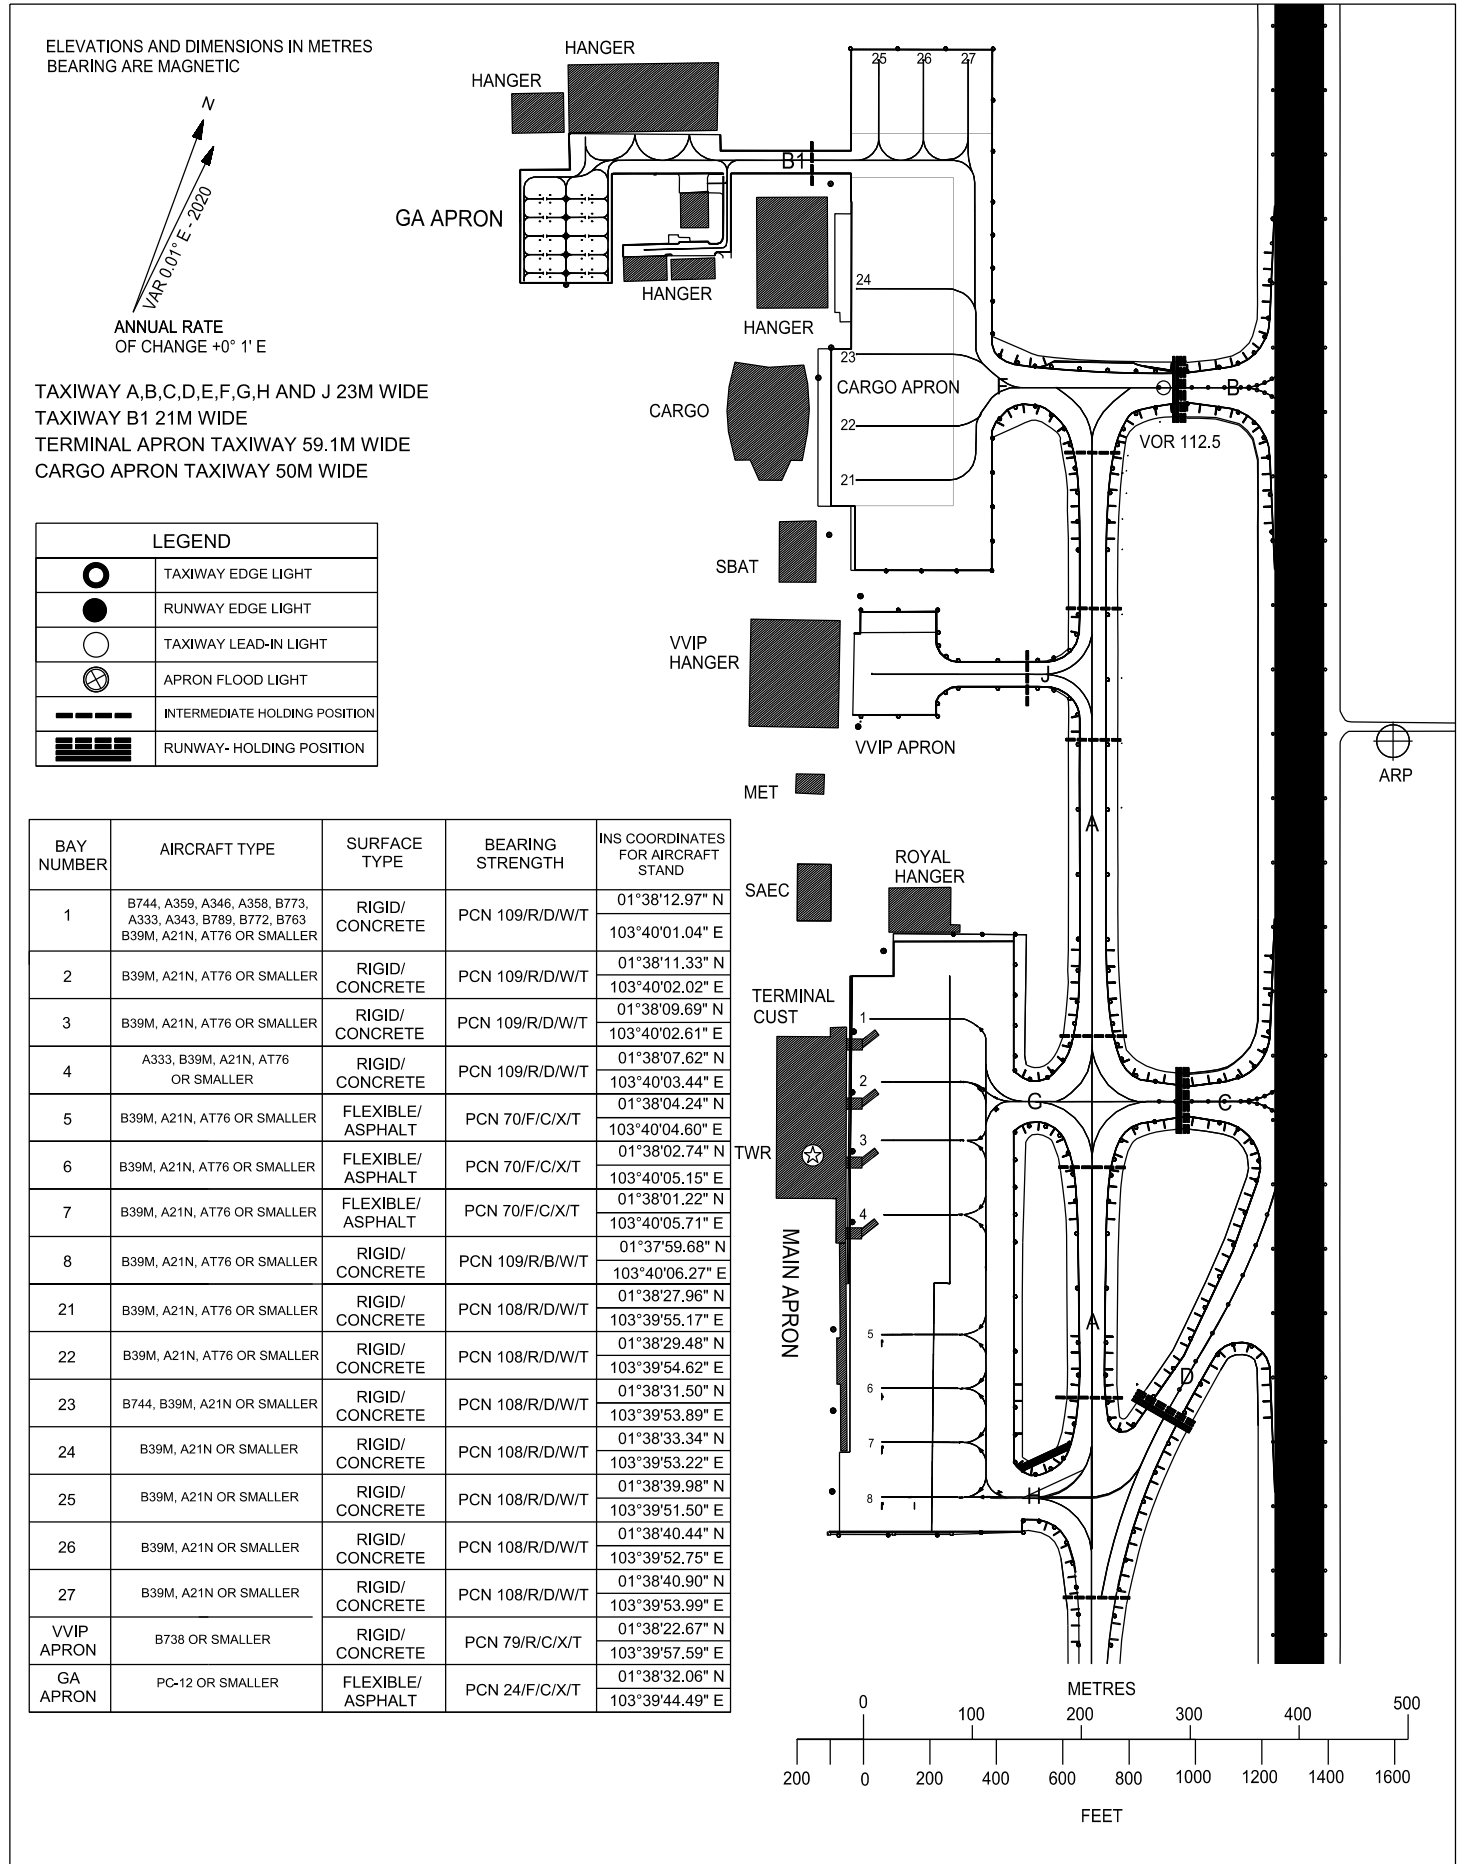 ELEVATIONS AND DIMENSIONS IN METRES
BEARING ARE MAGNETIC
N
VAR 0.01° E - 2020
ANNUAL RATE
OF CHANGE +0° 1' E
TAXIWAY A,B,C,D,E,F,G,H AND J 23M WIDE
TAXIWAY B1 21M WIDE
TERMINAL APRON TAXIWAY 59.1M WIDE
CARGO APRON TAXIWAY 50M WIDE
LEGEND
TAXIWAY EDGE LIGHT
RUNWAY EDGE LIGHT
TAXIWAY LEAD-IN LIGHT
APRON FLOOD LIGHT
INTERMEDIATE HOLDING POSITION
RUNWAY- HOLDING POSITION
BAY NUMBER AIRCRAFT TYPE SURFACE TYPE BEARING STRENGTH INS COORDINATES FOR AIRCRAFT STAND
1 B744, A359, A346, A358, B773, A333, A343, B789, B772, B763 B39M, A21N, AT76 OR SMALLER RIGID/ CONCRETE PCN 109/R/D/W/T 01°38'12.97" N 103°40'01.04" E
2 B39M, A21N, AT76 OR SMALLER RIGID/ CONCRETE PCN 109/R/D/W/T 01°38'11.33" N 103°40'02.02" E
3 B39M, A21N, AT76 OR SMALLER RIGID/ CONCRETE PCN 109/R/D/W/T 01°38'09.69" N 103°40'02.61" E
4 A333, B39M, A21N, AT76 OR SMALLER RIGID/ CONCRETE PCN 109/R/D/W/T 01°38'07.62" N 103°40'03.44" E
5 B39M, A21N, AT76 OR SMALLER FLEXIBLE/ ASPHALT PCN 70/F/C/X/T 01°38'04.24" N 103°40'04.60" E
6 B39M, A21N, AT76 OR SMALLER FLEXIBLE/ ASPHALT PCN 70/F/C/X/T 01°38'02.74" N 103°40'05.15" E
7 B39M, A21N, AT76 OR SMALLER FLEXIBLE/ ASPHALT PCN 70/F/C/X/T 01°38'01.22" N 103°40'05.71" E
8 B39M, A21N, AT76 OR SMALLER RIGID/ CONCRETE PCN 109/R/B/W/T 01°37'59.68" N 103°40'06.27" E
21 B39M, A21N, AT76 OR SMALLER RIGID/ CONCRETE PCN 108/R/D/W/T 01°38'27.96" N 103°39'55.17" E
22 B39M, A21N, AT76 OR SMALLER RIGID/ CONCRETE PCN 108/R/D/W/T 01°38'29.48" N 103°39'54.62" E
23 B744, B39M, A21N OR SMALLER RIGID/ CONCRETE PCN 108/R/D/W/T 01°38'31.50" N 103°39'53.89" E
24 B39M, A21N OR SMALLER RIGID/ CONCRETE PCN 108/R/D/W/T 01°38'33.34" N 103°39'53.22" E
25 B39M, A21N OR SMALLER RIGID/ CONCRETE PCN 108/R/D/W/T 01°38'39.98" N 103°39'51.50" E
26 B39M, A21N OR SMALLER RIGID/ CONCRETE PCN 108/R/D/W/T 01°38'40.44" N 103°39'52.75" E
27 B39M, A21N OR SMALLER RIGID/ CONCRETE PCN 108/R/D/W/T 01°38'40.90" N 103°39'53.99" E
VVIP APRON B738 OR SMALLER RIGID/ CONCRETE PCN 79/R/C/X/T 01°38'22.67" N 103°39'57.59" E
GA APRON PC-12 OR SMALLER FLEXIBLE/ ASPHALT PCN 24/F/C/X/T 01°38'32.06" N 103°39'44.49" E
HANGER
HANGER
25 26 27
B1
GA APRON
HANGER
HANGER
24
23
CARGO APRON
F
B
CARGO
22
VOR 112.5
21
SBAT
VVIP
HANGER
J
VVIP APRON
ARP
MET
A
ROYAL
HANGER
SAEC
TERMINAL
CUST
1
2
G
C
3
TWR
4
MAIN APRON
A
5
D
6
7
8
H
METRES
0 100 200 300 400 500
200 0 200 400 600 800 1000 1200 1400 1600
FEET